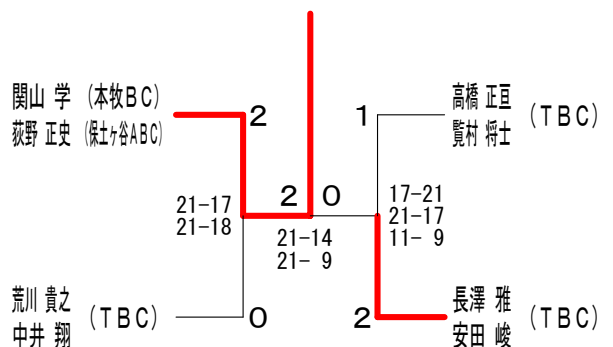 関山 学 (本牧BC)
荻野 正史 (保土ヶ谷ABC)
2
1
高橋 正亘
覧村 将士
(TBC)
21-17
21-18
2 0
21-14
21- 9
17-21
21-17
11- 9
荒川 貴之
中井 翔
(TBC)
0
2
長澤 雅
安田 峻
(TBC)